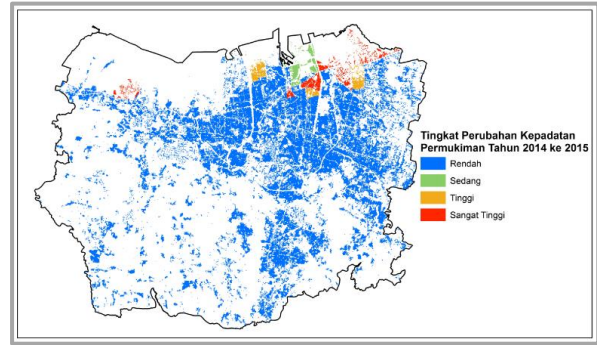 Tingkat Perubahan Kepadatan
Permukiman Tahun 2014 ke 2015
Rendah
Sedang
Tinggi
Sangat Tinggi